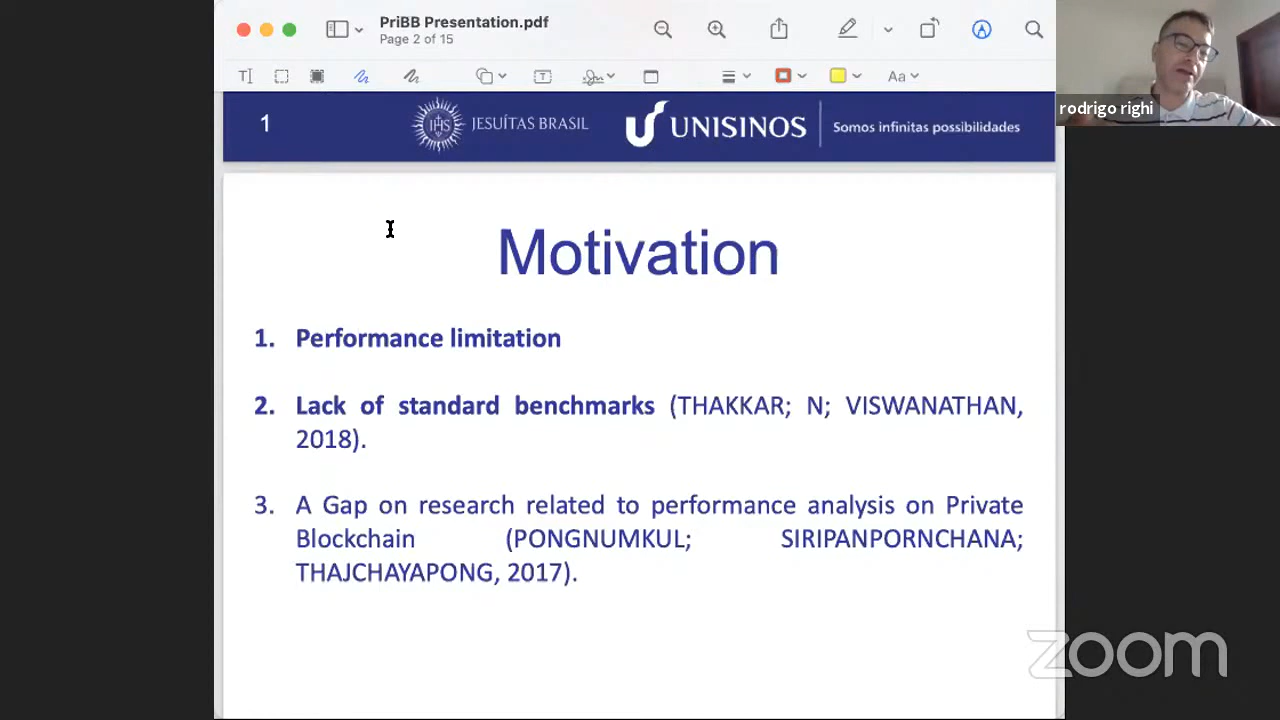 PriBB Presentation.pdf
Page 2 of 15
Aa
rodrigo righi
1
IHS
JESUÍTAS BRASIL
UNISINOS
Somos infinitas possibilidades
Motivation
1. Performance limitation
2. Lack of standard benchmarks (THAKKAR; N; VISWANATHAN,
2018).
3. A Gap on research related to performance analysis on Private
Blockchain (PONGNUMKUL; SIRIPANPORNCHANA;
THAJCHAYAPONG, 2017).
zoom